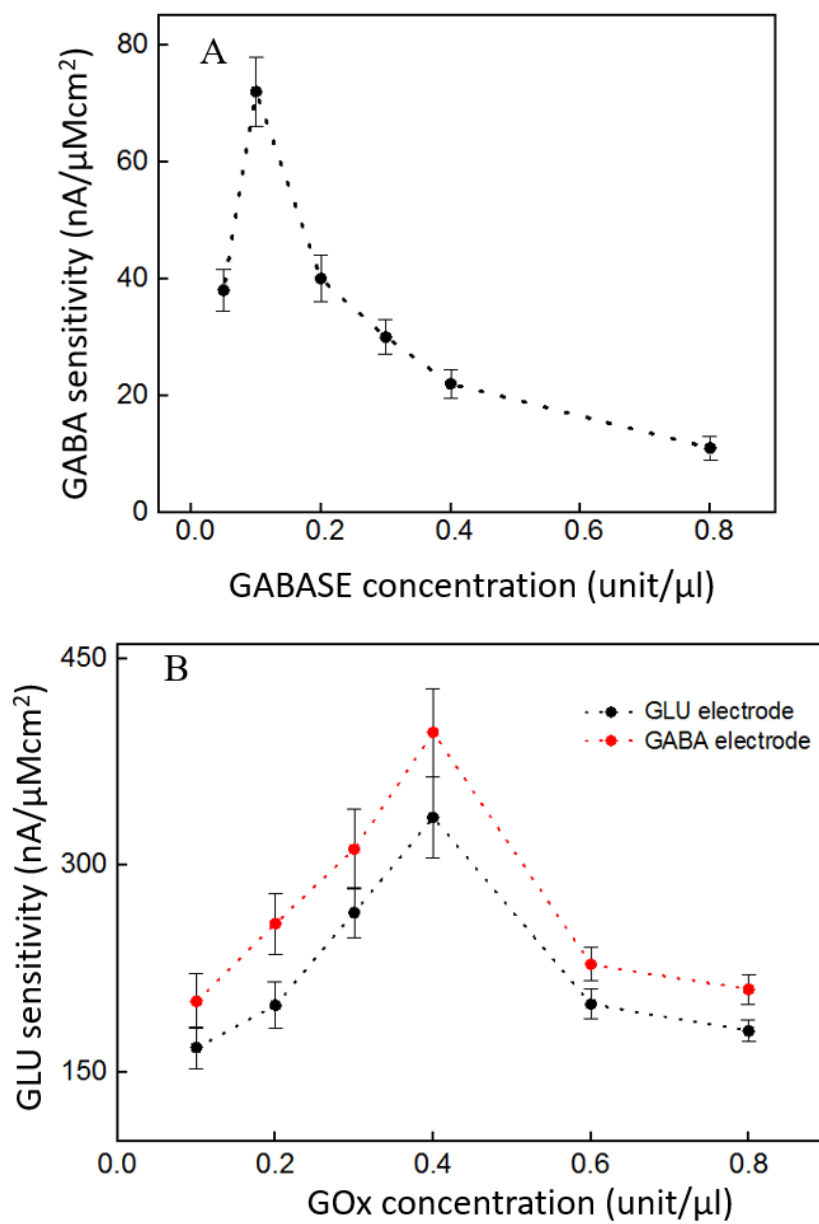 A
GABA sensitivity (nA/µMcm²)
80
60
40
20
0
0.0 0.2 0.4 0.6 0.8
GABASE concentration (unit/µl)
B
GLU sensitivity (nA/µMcm²)
450
300
150
GLU electrode
GABA electrode
0.0 0.2 0.4 0.6 0.8
GOx concentration (unit/µl)